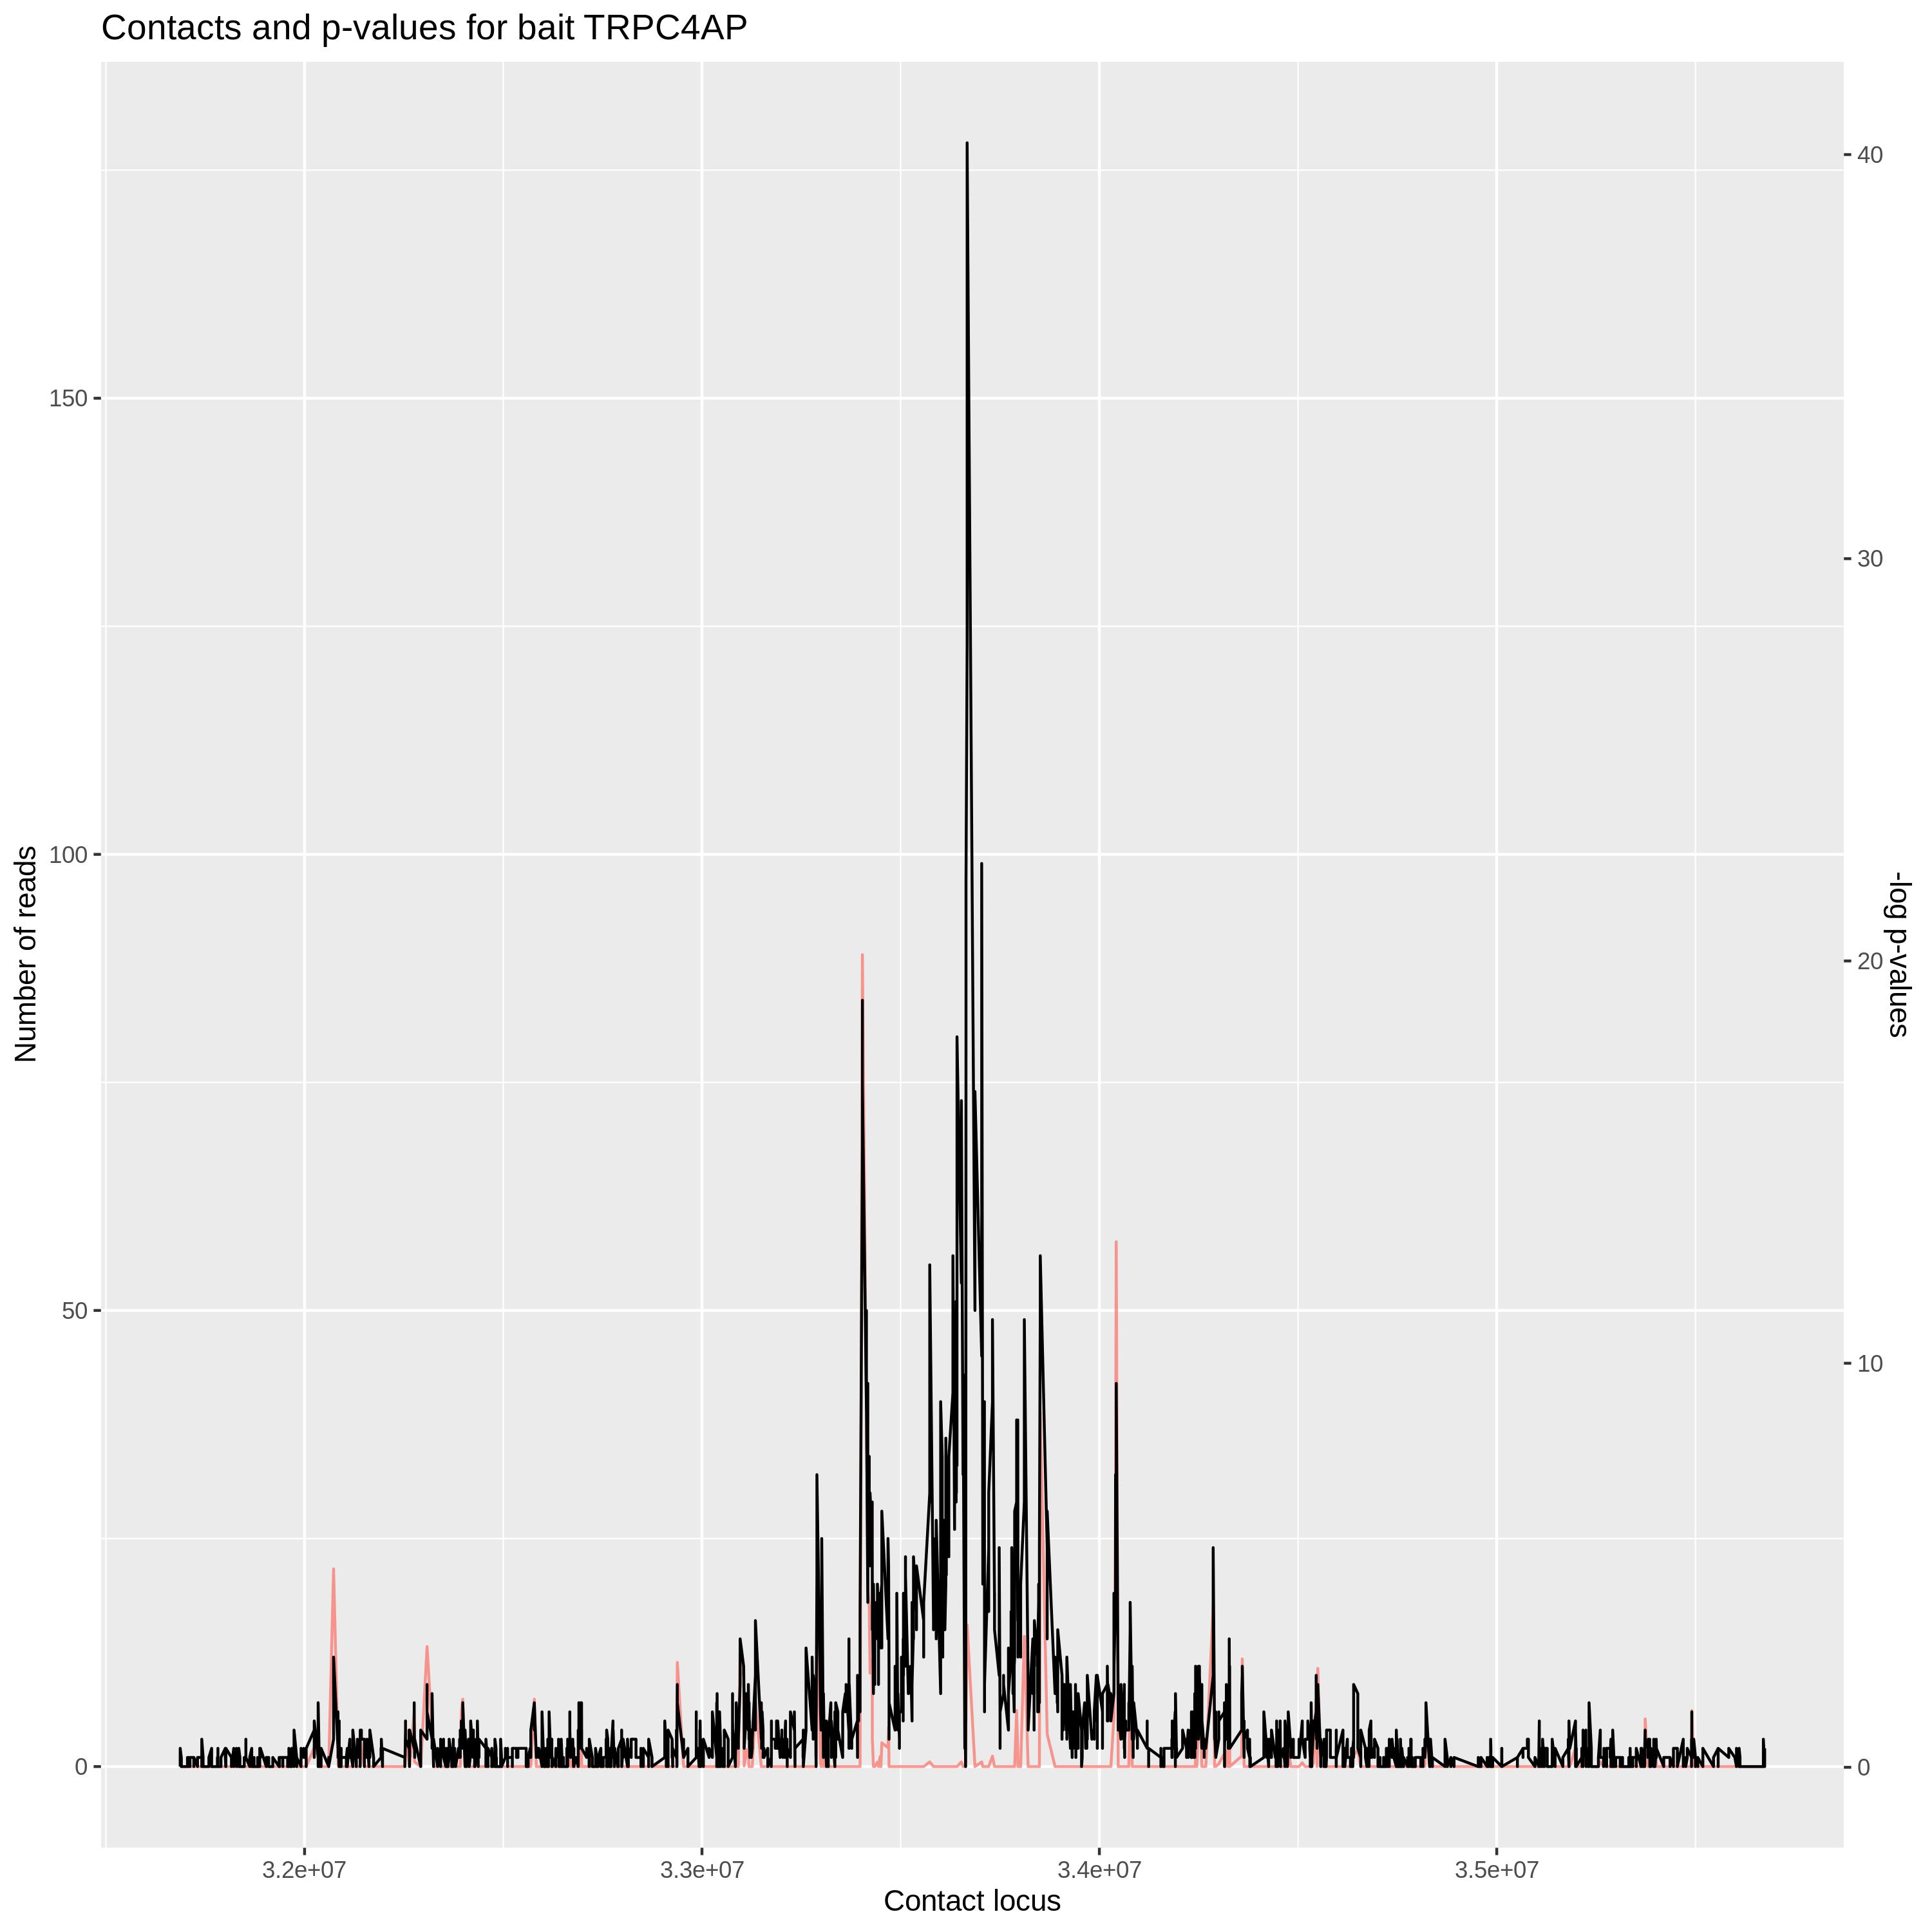 Contacts and p-values for bait TRPC4AP
Number of reads
150
100
50
0
40
30
20
10
0
-log p-values
3.2e+07
3.3e+07
3.4e+07
3.5e+07
Contact locus